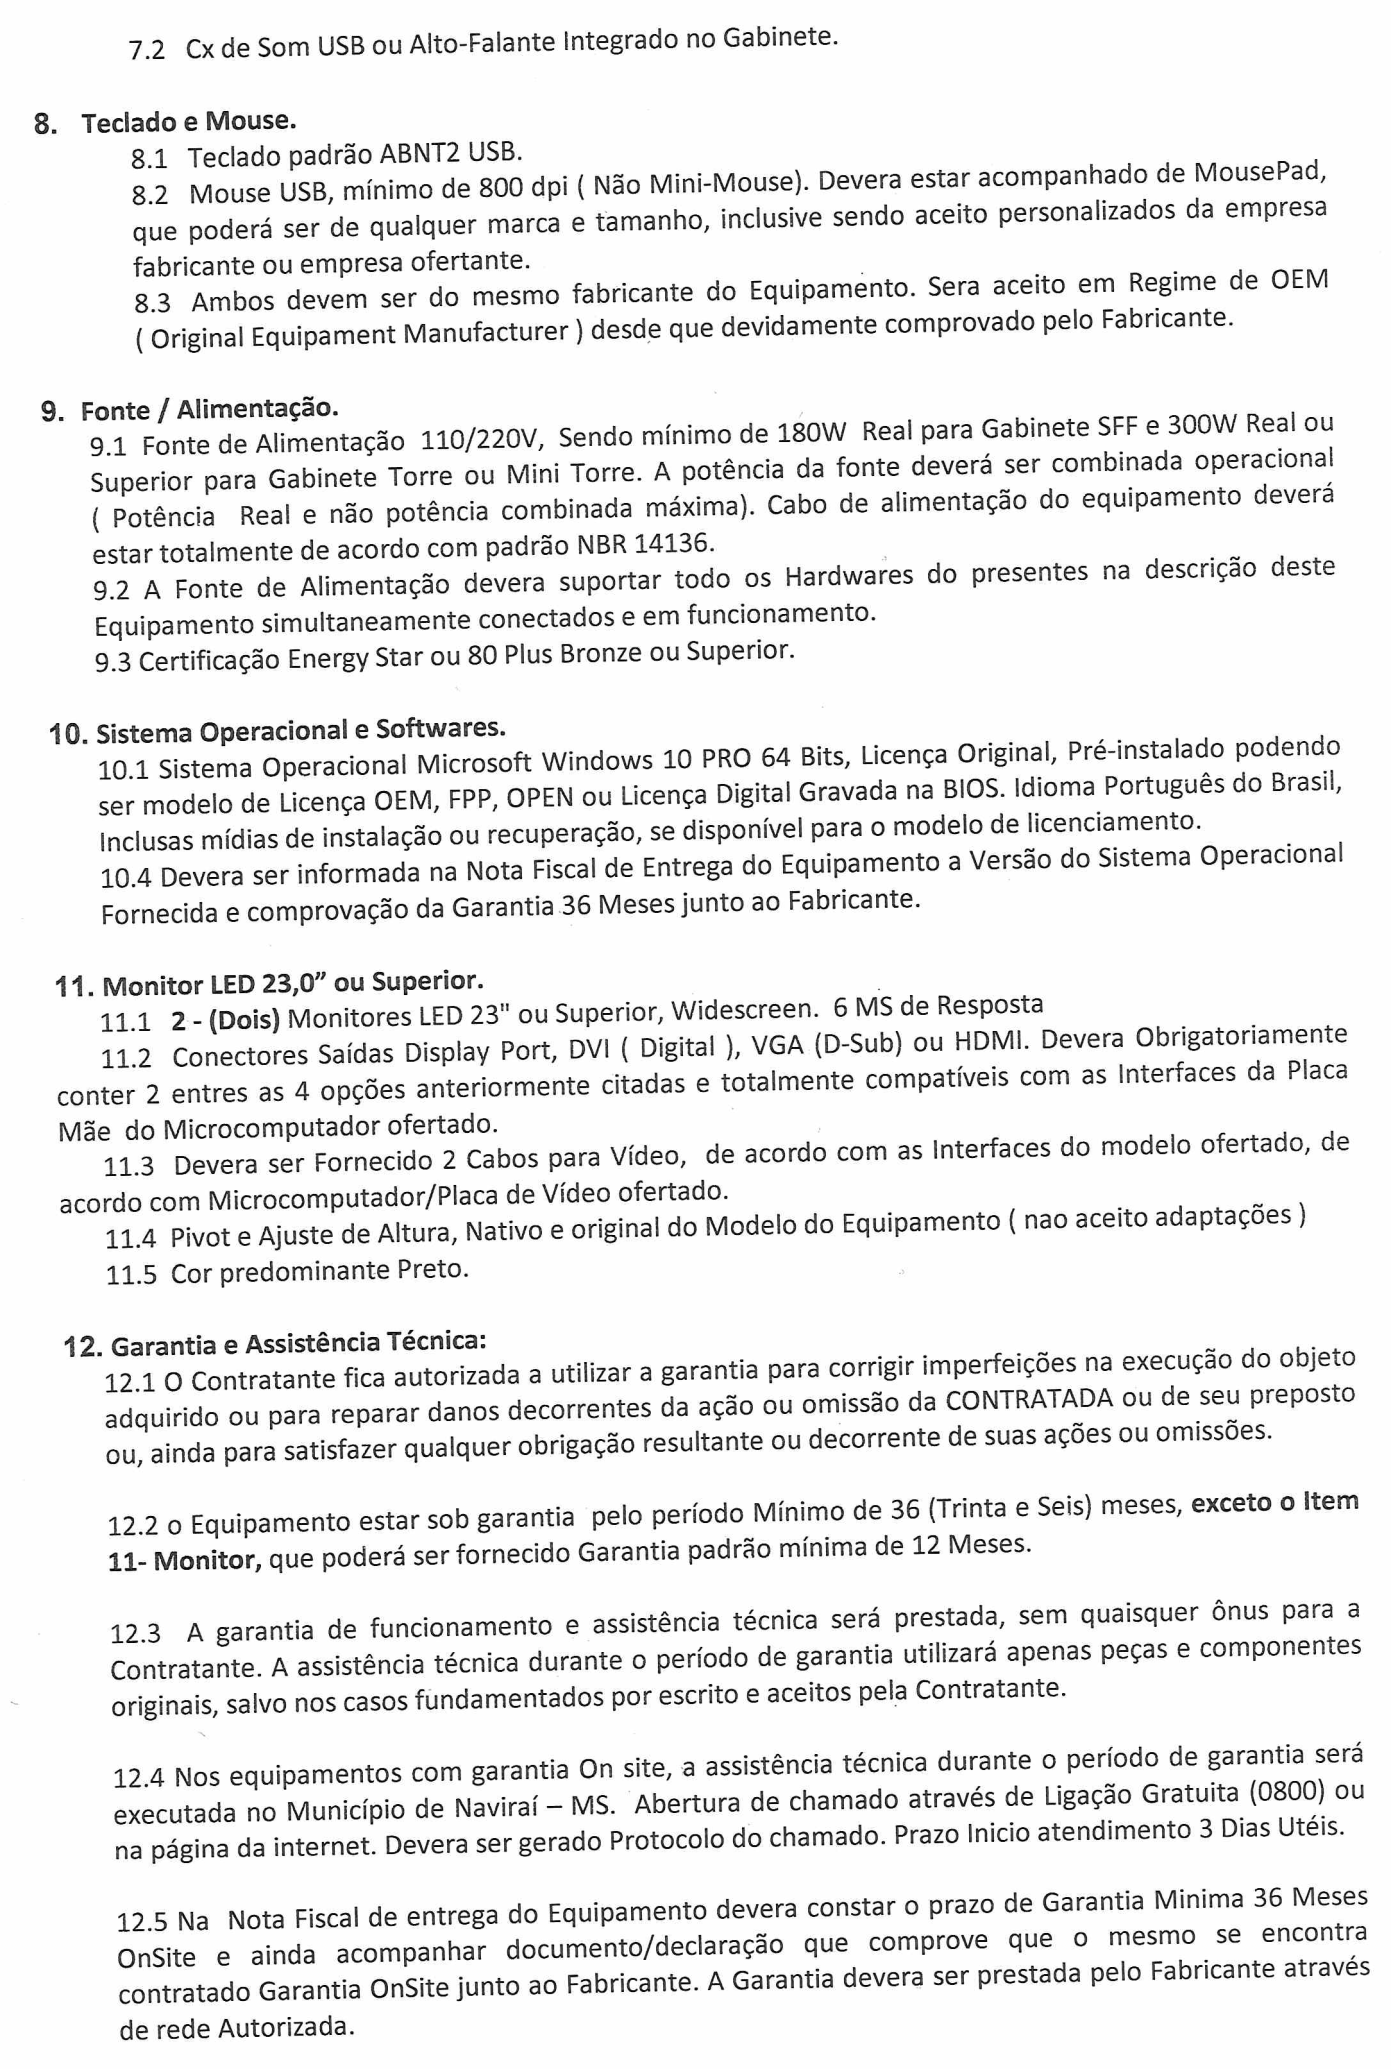 7.2 Cx de Som USB ou Alto-Falante Integrado no Gabinete.
8. Teclado e Mouse.
8.1 Teclado padrão ABNT2 USB.
8.2 Mouse USB, mínimo de 800 dpi ( Não Mini-Mouse). Devera estar acompanhado de MousePad,
que poderá ser de qualquer marca e tamanho, inclusive sendo aceito personalizados da empresa
fabricante ou empresa ofertante.
8.3 Ambos devem ser do mesmo fabricante do Equipamento. Sera aceito em Regime de OEM
( Original Equipament Manufacturer ) desde que devidamente comprovado pelo Fabricante.
9. Fonte / Alimentação.
9.1 Fonte de Alimentação 110/220V, Sendo mínimo de 180W Real para Gabinete SFF e 300W Real ou
Superior para Gabinete Torre ou Mini Torre. A potência da fonte deverá ser combinada operacional
( Potência Real e não potência combinada máxima). Cabo de alimentação do equipamento deverá
estar totalmente de acordo com padrão NBR 14136.
9.2 A Fonte de Alimentação devera suportar todo os Hardwares do presentes na descrição deste
Equipamento simultaneamente conectados e em funcionamento.
9.3 Certificação Energy Star ou 80 Plus Bronze ou Superior.
10. Sistema Operacional e Softwares.
10.1 Sistema Operacional Microsoft Windows 10 PRO 64 Bits, Licença Original, Pré-instalado podendo
ser modelo de Licença OEM, FPP, OPEN ou Licença Digital Gravada na BIOS. Idioma Português do Brasil,
Inclusas mídias de instalação ou recuperação, se disponível para o modelo de licenciamento.
10.4 Devera ser informada na Nota Fiscal de Entrega do Equipamento a Versão do Sistema Operacional
Fornecida e comprovação da Garantia 36 Meses junto ao Fabricante.
11. Monitor LED 23,0” ou Superior.
11.1 2 - (Dois) Monitores LED 23" ou Superior, Widescreen. 6 MS de Resposta
11.2 Conectores Saídas Display Port, DVI ( Digital ), VGA (D-Sub) ou HDMI. Devera Obrigatoriamente
conter 2 entres as 4 opções anteriormente citadas e totalmente compatíveis com as Interfaces da Placa
Mãe do Microcomputador ofertado.
11.3 Devera ser Fornecido 2 Cabos para Vídeo, de acordo com as Interfaces do modelo ofertado, de
acordo com Microcomputador/Placa de Vídeo ofertado.
11.4 Pivot e Ajuste de Altura, Nativo e original do Modelo do Equipamento ( nao aceito adaptações )
11.5 Cor predominante Preto.
12. Garantia e Assistência Técnica:
12.1 O Contratante fica autorizada a utilizar a garantia para corrigir imperfeições na execução do objeto
adquirido ou para reparar danos decorrentes da ação ou omissão da CONTRATADA ou de seu preposto
ou, ainda para satisfazer qualquer obrigação resultante ou decorrente de suas ações ou omissões.
12.2 o Equipamento estar sob garantia pelo período Mínimo de 36 (Trinta e Seis) meses, exceto o Item
11- Monitor, que poderá ser fornecido Garantia padrão mínima de 12 Meses.
12.3 A garantia de funcionamento e assistência técnica será prestada, sem quaisquer ônus para a
Contratante. A assistência técnica durante o período de garantia utilizará apenas peças e componentes
originais, salvo nos casos fundamentados por escrito e aceitos pela Contratante.
12.4 Nos equipamentos com garantia On site, a assistência técnica durante o período de garantia será
executada no Município de Naviraí – MS. Abertura de chamado através de Ligação Gratuita (0800) ou
na página da internet. Devera ser gerado Protocolo do chamado. Prazo Inicio atendimento 3 Dias Utéis.
12.5 Na Nota Fiscal de entrega do Equipamento devera constar o prazo de Garantia Minima 36 Meses
OnSite e ainda acompanhar documento/declaração que comprove que o mesmo se encontra
contratado Garantia OnSite junto ao Fabricante. A Garantia devera ser prestada pelo Fabricante através
de rede Autorizada.